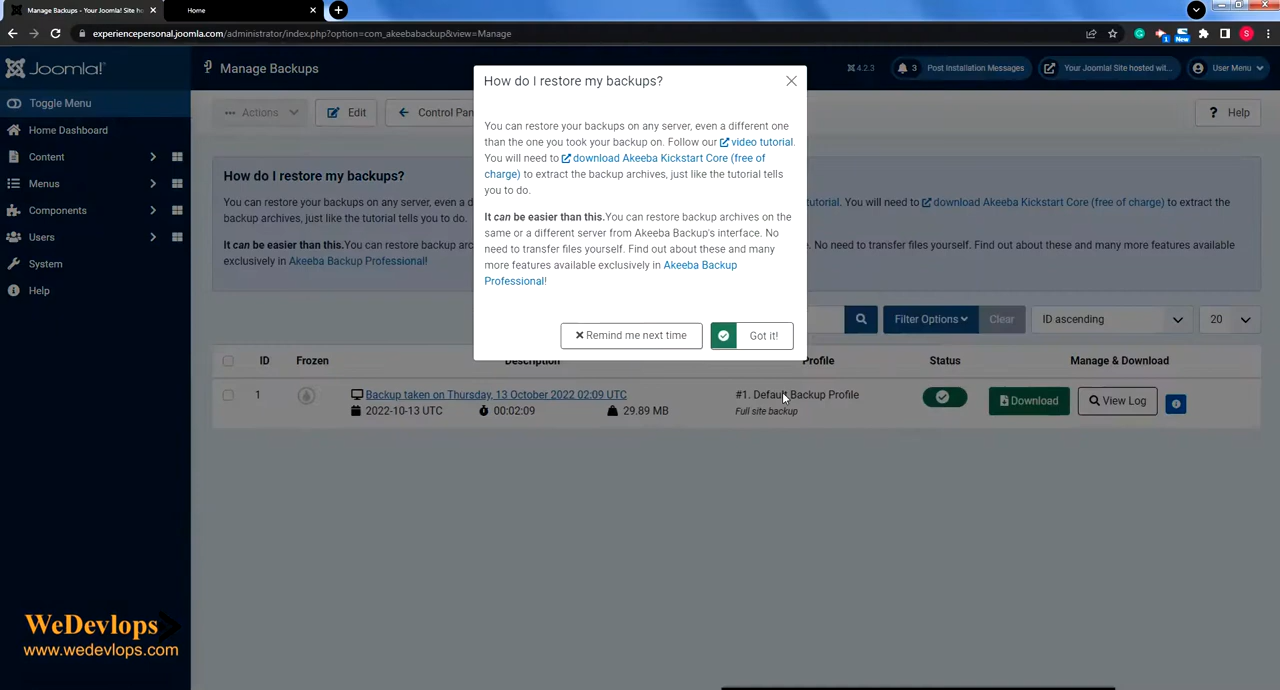 Manage Backups - Your Joomla! Site ho
Home
experiencepersonal.joomla.com/administrator/index.php?option=com_akeebabackup&view=Manage
New
1
S
Joomla!
Manage Backups
4.2.3
3
Post Installation Messages
Your Joomla! Site hosted wit...
User Menu
Toggle Menu
Home Dashboard
Content
Menus
Components
Users
System
Help
Actions
Edit
Control Pan
Help
How do I restore my backups?
You can restore your backups on any server, even a d
backup archives, just like the tutorial tells you to do.
It can be easier than this.You can restore backup arc
exclusively in Akeeba Backup Professional!
utorial. You will need to download Akeeba Kickstart Core (free of charge) to extract the
. No need to transfer files yourself. Find out about these and many more features available
How do I restore my backups?
You can restore your backups on any server, even a different one
than the one you took your backup on. Follow our video tutorial.
You will need to download Akeeba Kickstart Core (free of
charge) to extract the backup archives, just like the tutorial tells
you to do.
It can be easier than this.You can restore backup archives on the
same or a different server from Akeeba Backup's interface. No
need to transfer files yourself. Find out about these and many
more features available exclusively in Akeeba Backup
Professional!
Remind me next time
Got it!
Filter Options
Clear
ID ascending
20
ID
Frozen
Description
Profile
Status
Manage & Download
1
Backup taken on Thursday, 13 October 2022 02:09 UTC
2022-10-13 UTC
00:02:09
29.89 MB
#1. Default Backup Profile
Full site backup
Download
View Log
WeDevlops
www.wedevlops.com